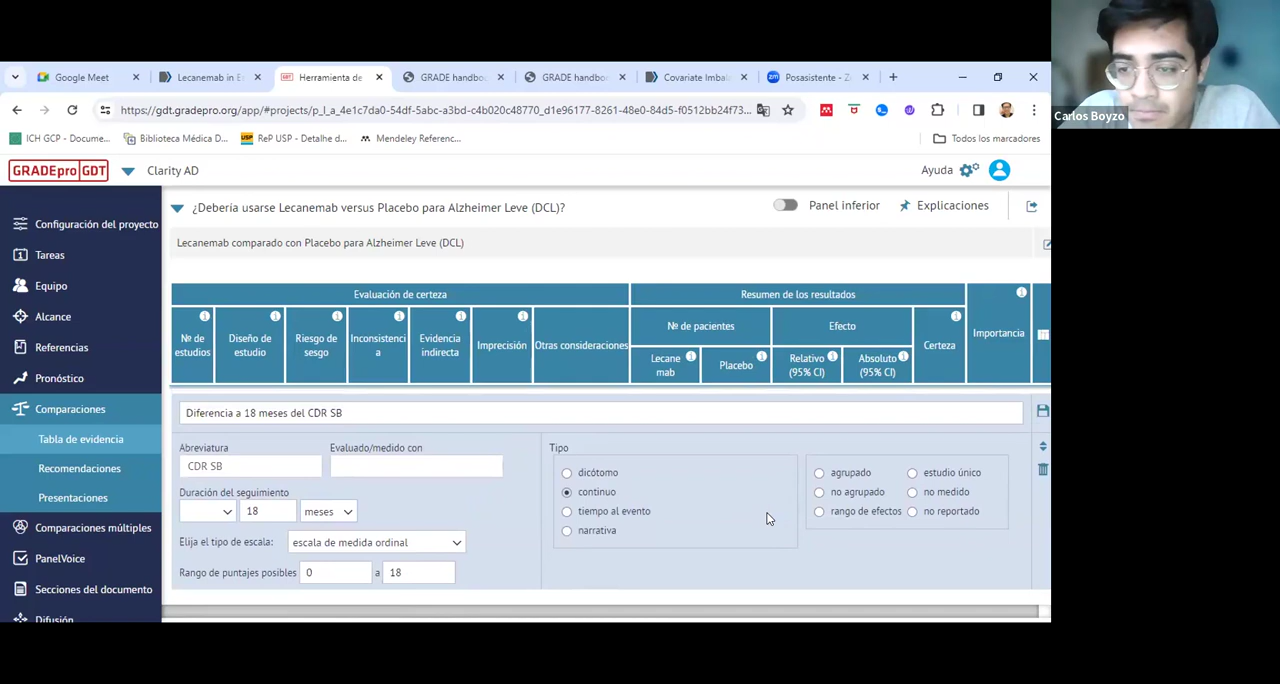 Google Meet
Lecanemab in E
Herramienta de
GRADE handbo
GRADE handbo
Covariate Imbal
Posasistente - Z
https://gdt.gradepro.org/app/#projects/p_l_a_4e1c7da0-54df-5abc-a3bd-c4b020c48770_d1e96177-8261-48e0-84d5-f0512bb24f73...
ICH GCP - Docume...
Biblioteca Médica D...
ReP USP - Detalhe d...
Mendeley Referenc...
Todos los marcadores
Carlos Boyzo
GRADEpro GDT
Clarity AD
Ayuda
Configuración del proyecto
Tareas
Equipo
Alcance
Referencias
Pronóstico
Comparaciones
Tabla de evidencia
Recomendaciones
Presentaciones
Comparaciones múltiples
PanelVoice
Secciones del documento
Difusión
¿Debería usarse Lecanemab versus Placebo para Alzheimer Leve (DCL)?
Panel inferior
Explicaciones
Lecanemab comparado con Placebo para Alzheimer Leve (DCL)
Evaluación de certeza
Resumen de los resultados
Importancia
Nº de
estudios
Diseño de
estudio
Riesgo de
sesgo
Inconsistenci
a
Evidencia
indirecta
Imprecisión
Otras consideraciones
Nº de pacientes
Efecto
Certeza
Lecane
mab
Placebo
Relativo
(95% CI)
Absoluto
(95% CI)
Diferencia a 18 meses del CDR SB
Abreviatura
Evaluado/medido con
CDR SB
Duración del seguimiento
18 meses
Elija el tipo de escala: escala de medida ordinal
Rango de puntajes posibles 0 a 18
Tipo
dicótomo
continuo
tiempo al evento
narrativa
agrupado
estudio único
no agrupado
no medido
rango de efectos
no reportado